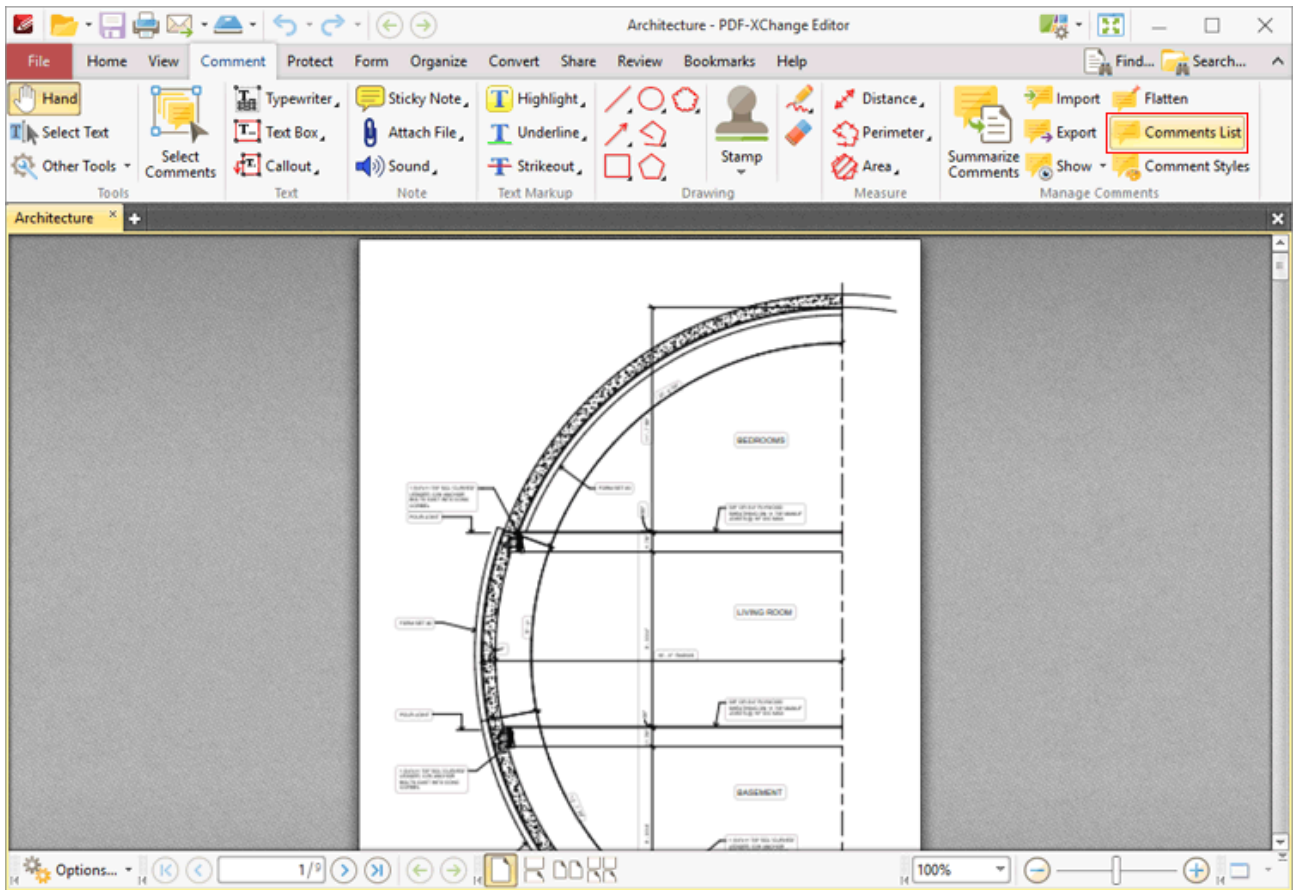 Architecture - PDF-XChange Editor
File Home View Comment Protect Form Organize Convert Share Review Bookmarks Help Find... Search...
Hand Typewriter Sticky Note Highlight Distance Import Flatten
Select Text Text Box Attach File Underline Perimeter Export Comments List
Other Tools Select Comments Callout Sound Strikeout Stamp Area Summarize Comments Show Comment Styles
Tools Text Note Text Markup Drawing Measure Manage Comments
Architecture
BEDROOMS
LIVING ROOM
BASEMENT
Options... 1/9 100%